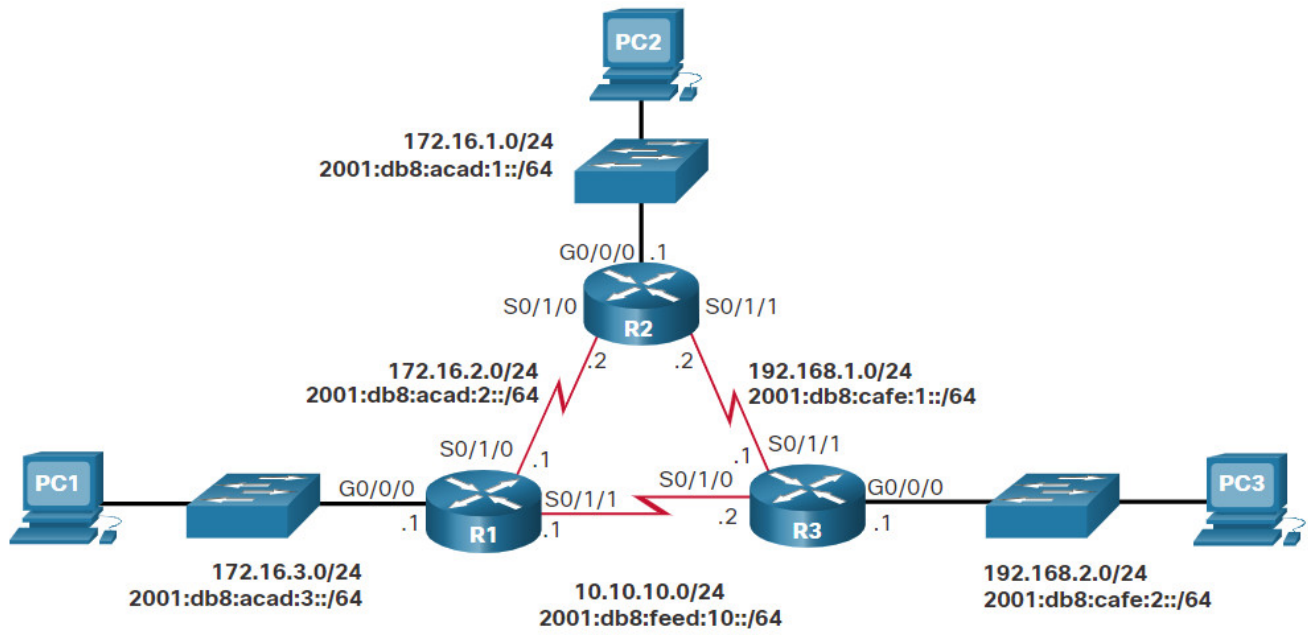 PC2
172.16.1.0/24
2001:db8:acad:1::/64
G0/0/0 .1
S0/1/0
S0/1/1
R2
.2
.2
172.16.2.0/24
2001:db8:acad:2::/64
192.168.1.0/24
2001:db8:cafe:1::/64
S0/1/0
.1
S0/1/1
.1
PC1
G0/0/0
.1
R1
S0/1/1
.1
S0/1/0
.2
R3
G0/0/0
.1
PC3
172.16.3.0/24
2001:db8:acad:3::/64
10.10.10.0/24
2001:db8:feed:10::/64
192.168.2.0/24
2001:db8:cafe:2::/64